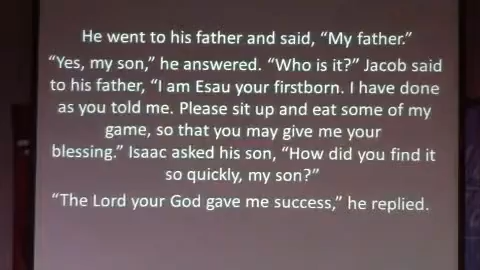 He went to his father and said, “My father.”
“Yes, my son,” he answered. “Who is it?” Jacob said
to his father, “I am Esau your firstborn. I have done
as you told me. Please sit up and eat some of my
game, so that you may give me your
blessing.” Isaac asked his son, “How did you find it
so quickly, my son?”
“The Lord your God gave me success,” he replied.